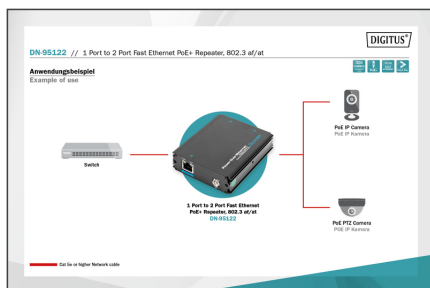 DIGITUS®
DN-95122 // 1 Port to 2 Port Fast Ethernet PoE+ Repeater, 802.3 af/at
Anwendungsbeispiel
Example of use
Switch
1 Port to 2 Port Fast Ethernet
PoE+ Repeater, 802.3 af/at
DN-95122
PoE IP Camera
PoE IP Kamera
PoE PTZ Camera
POE IP Kamera
Cat 5e or higher Network cable